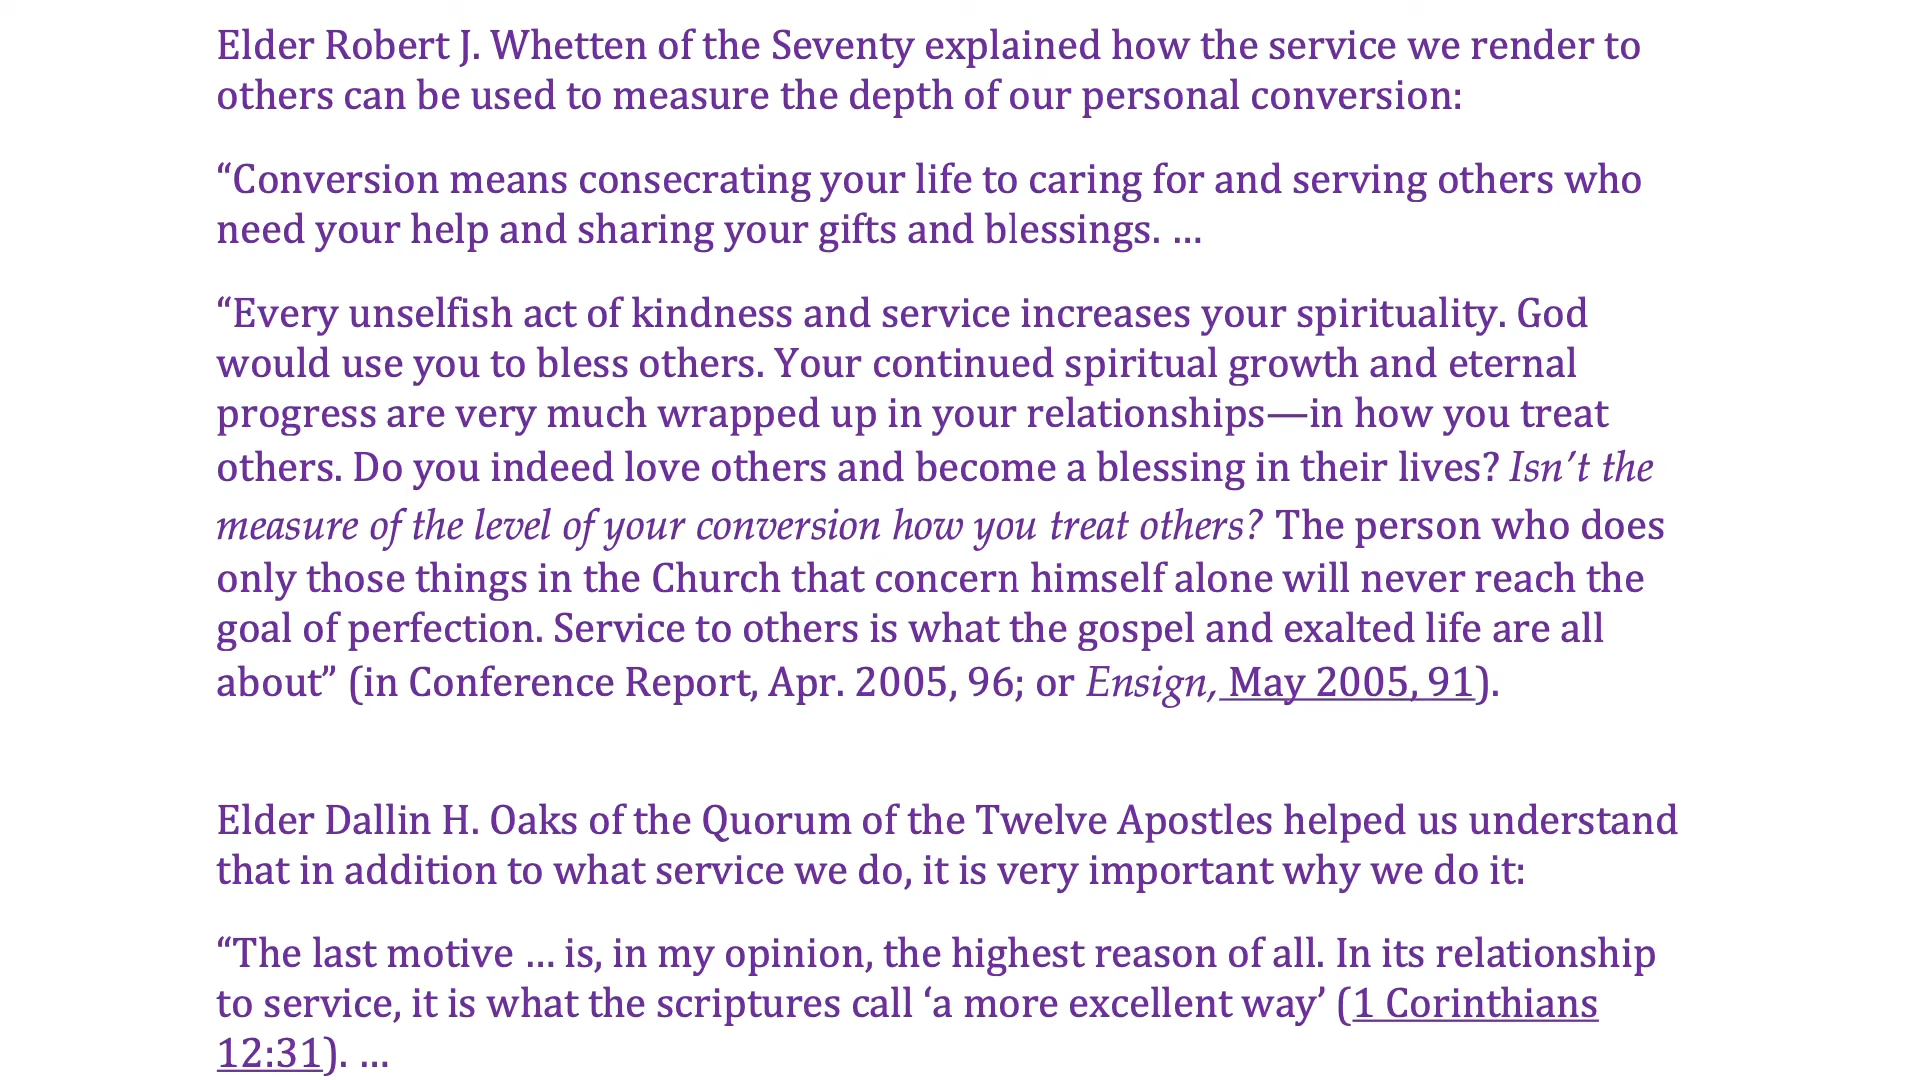 Elder Robert J. Whetten of the Seventy explained how the service we render to
others can be used to measure the depth of our personal conversion:
“Conversion means consecrating your life to caring for and serving others who
need your help and sharing your gifts and blessings. …
“Every unselfish act of kindness and service increases your spirituality. God
would use you to bless others. Your continued spiritual growth and eternal
progress are very much wrapped up in your relationships—in how you treat
others. Do you indeed love others and become a blessing in their lives? Isn’t the
measure of the level of your conversion how you treat others? The person who does
only those things in the Church that concern himself alone will never reach the
goal of perfection. Service to others is what the gospel and exalted life are all
about” (in Conference Report, Apr. 2005, 96; or Ensign, May 2005, 91).
Elder Dallin H. Oaks of the Quorum of the Twelve Apostles helped us understand
that in addition to what service we do, it is very important why we do it:
“The last motive … is, in my opinion, the highest reason of all. In its relationship
to service, it is what the scriptures call ‘a more excellent way’ (1 Corinthians
12:31). …